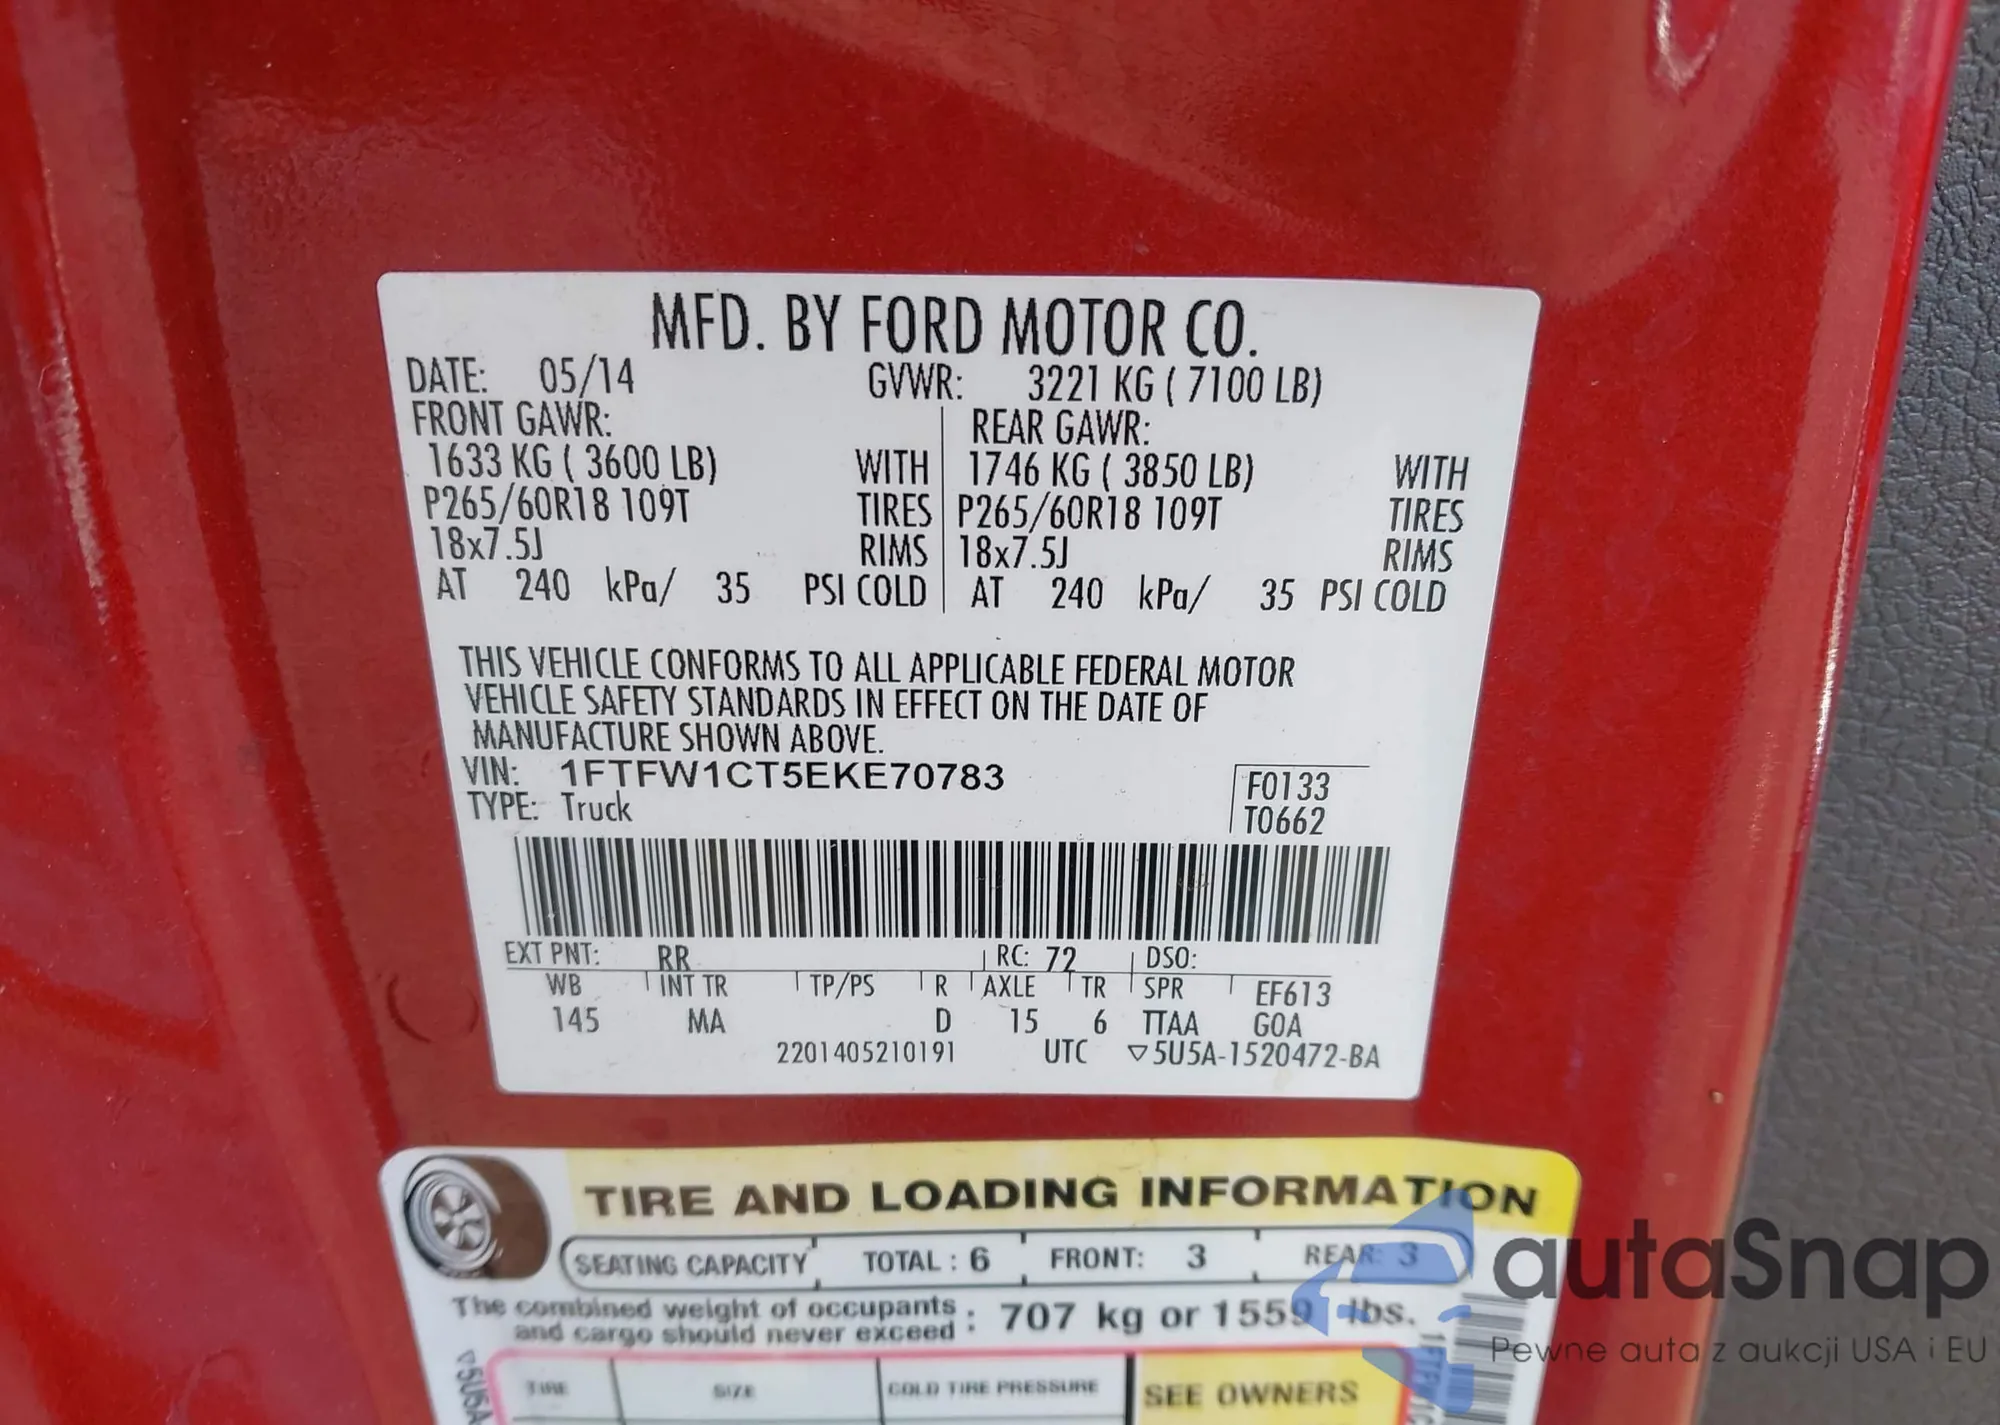 MFD. BY FORD MOTOR CO.
DATE: 05/14 GVWR: 3221 KG ( 7100 LB)
FRONT GAWR: REAR GAWR:
1633 KG ( 3600 LB) WITH 1746 KG ( 3850 LB) WITH
P265/60R18 109T TIRES P265/60R18 109T TIRES
18x7.5J RIMS 18x7.5J RIMS
AT 240 kPa/ 35 PSI COLD AT 240 kPa/ 35 PSI COLD
THIS VEHICLE CONFORMS TO ALL APPLICABLE FEDERAL MOTOR
VEHICLE SAFETY STANDARDS IN EFFECT ON THE DATE OF
MANUFACTURE SHOWN ABOVE.
VIN: 1FTFW1CT5EKE70783 F0133
TYPE: Truck T0662
EXT PNT: RR RC: 72 DSO:
WB INT TR TP/PS R AXLE TR SPR EF613
145 MA D 15 6 TTAA G0A
2201405210191 UTC ▽5U5A-1520472-BA
TIRE AND LOADING INFORMATION
SEATING CAPACITY TOTAL : 6 FRONT: 3 REAR: 3
The combined weight of occupants
and cargo should never exceed : 707 kg or 1559 lbs.
TIRE SIZE COLD TIRE PRESSURE SEE OWNERS
▽5U5A
autaSnap
Pewne auta z aukcji USA i EU